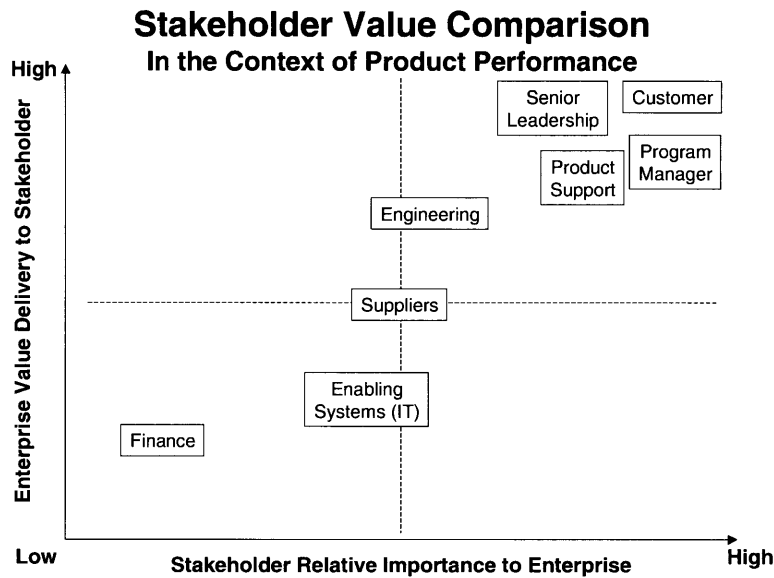 Stakeholder Value Comparison
In the Context of Product Performance
High
Enterprise Value Delivery to Stakeholder
Senior
Leadership
Customer
Program
Manager
Product
Support
Engineering
Suppliers
Enabling
Systems (IT)
Finance
Low
Stakeholder Relative Importance to Enterprise
High